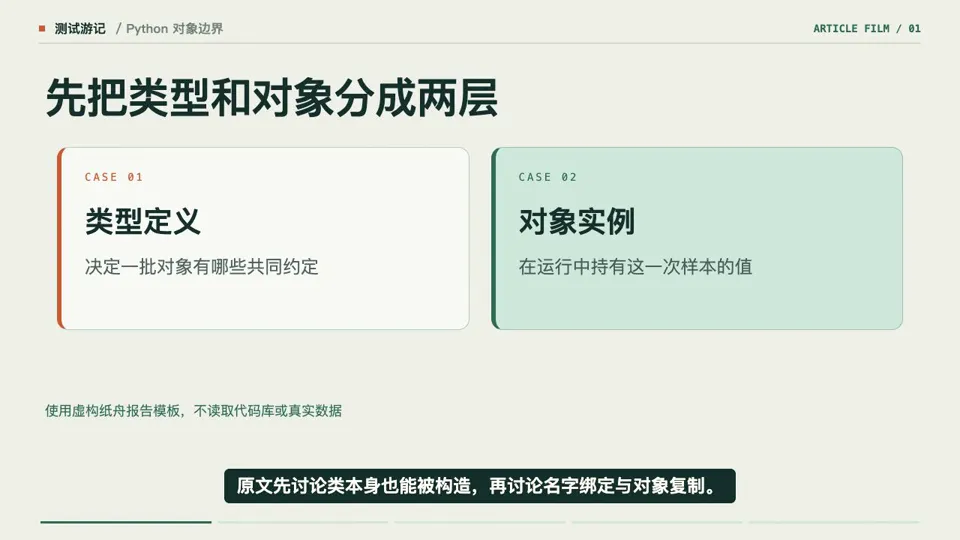 测试游记 / Python 对象边界
ARTICLE FILM / 01
先把类型和对象分成两层
CASE 01
类型定义
决定一批对象有哪些共同约定
CASE 02
对象实例
在运行中持有这一次样本的值
使用虚构纸舟报告模板，不读取代码库或真实数据
原文先讨论类本身也能被构造，再讨论名字绑定与对象复制。